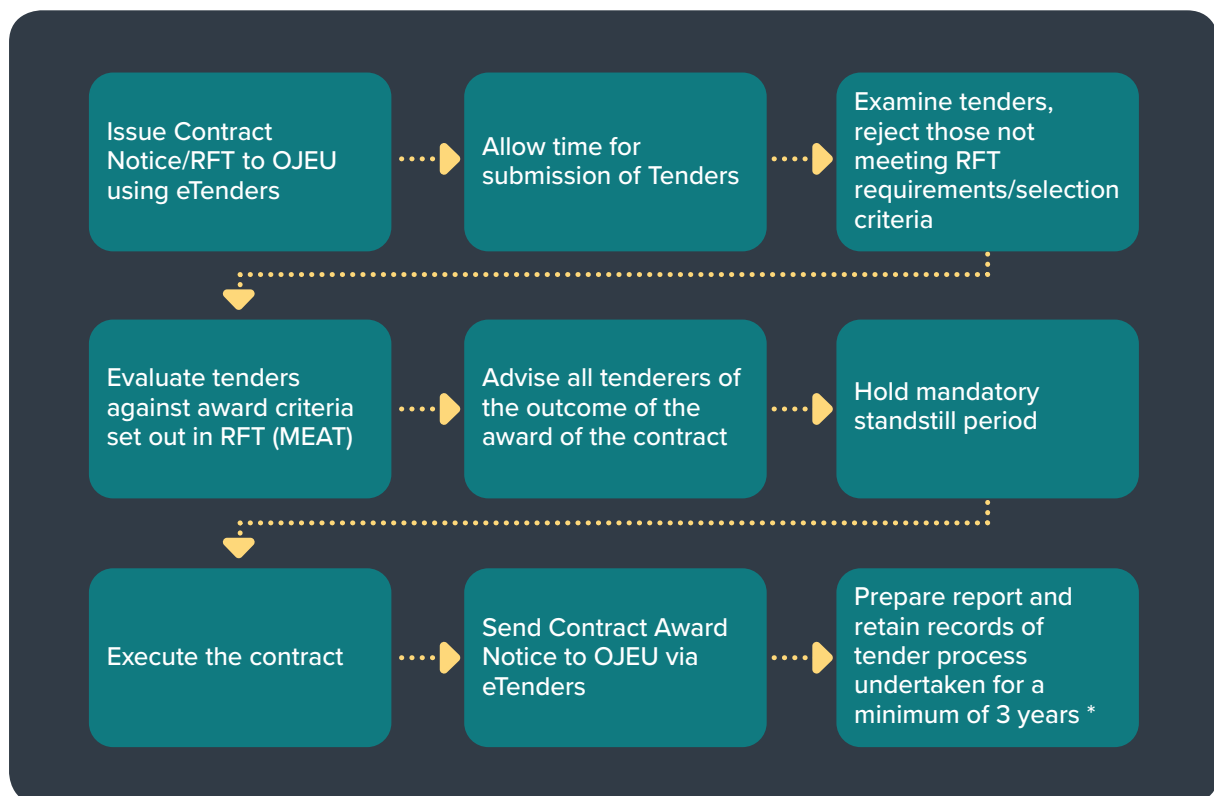 Issue Contract
Notice/RFT to OJEU
using eTenders
Allow time for
submission of Tenders
Examine tenders,
reject those not
meeting RFT
requirements/selection
criteria
Evaluate tenders
against award criteria
set out in RFT (MEAT)
Advise all tenderers of
the outcome of the
award of the contract
Hold mandatory
standstill period
Execute the contract
Send Contract Award
Notice to OJEU via
eTenders
Prepare report and
retain records of
tender process
undertaken for a
minimum of 3 years *